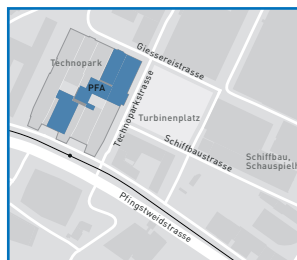 Giessereistrasse
Technopark
PFA
Technoparkstrasse
Turbinenplatz
Schiffbaustrasse
Schiffbau,
Schauspielh
Pfingstweidstrasse